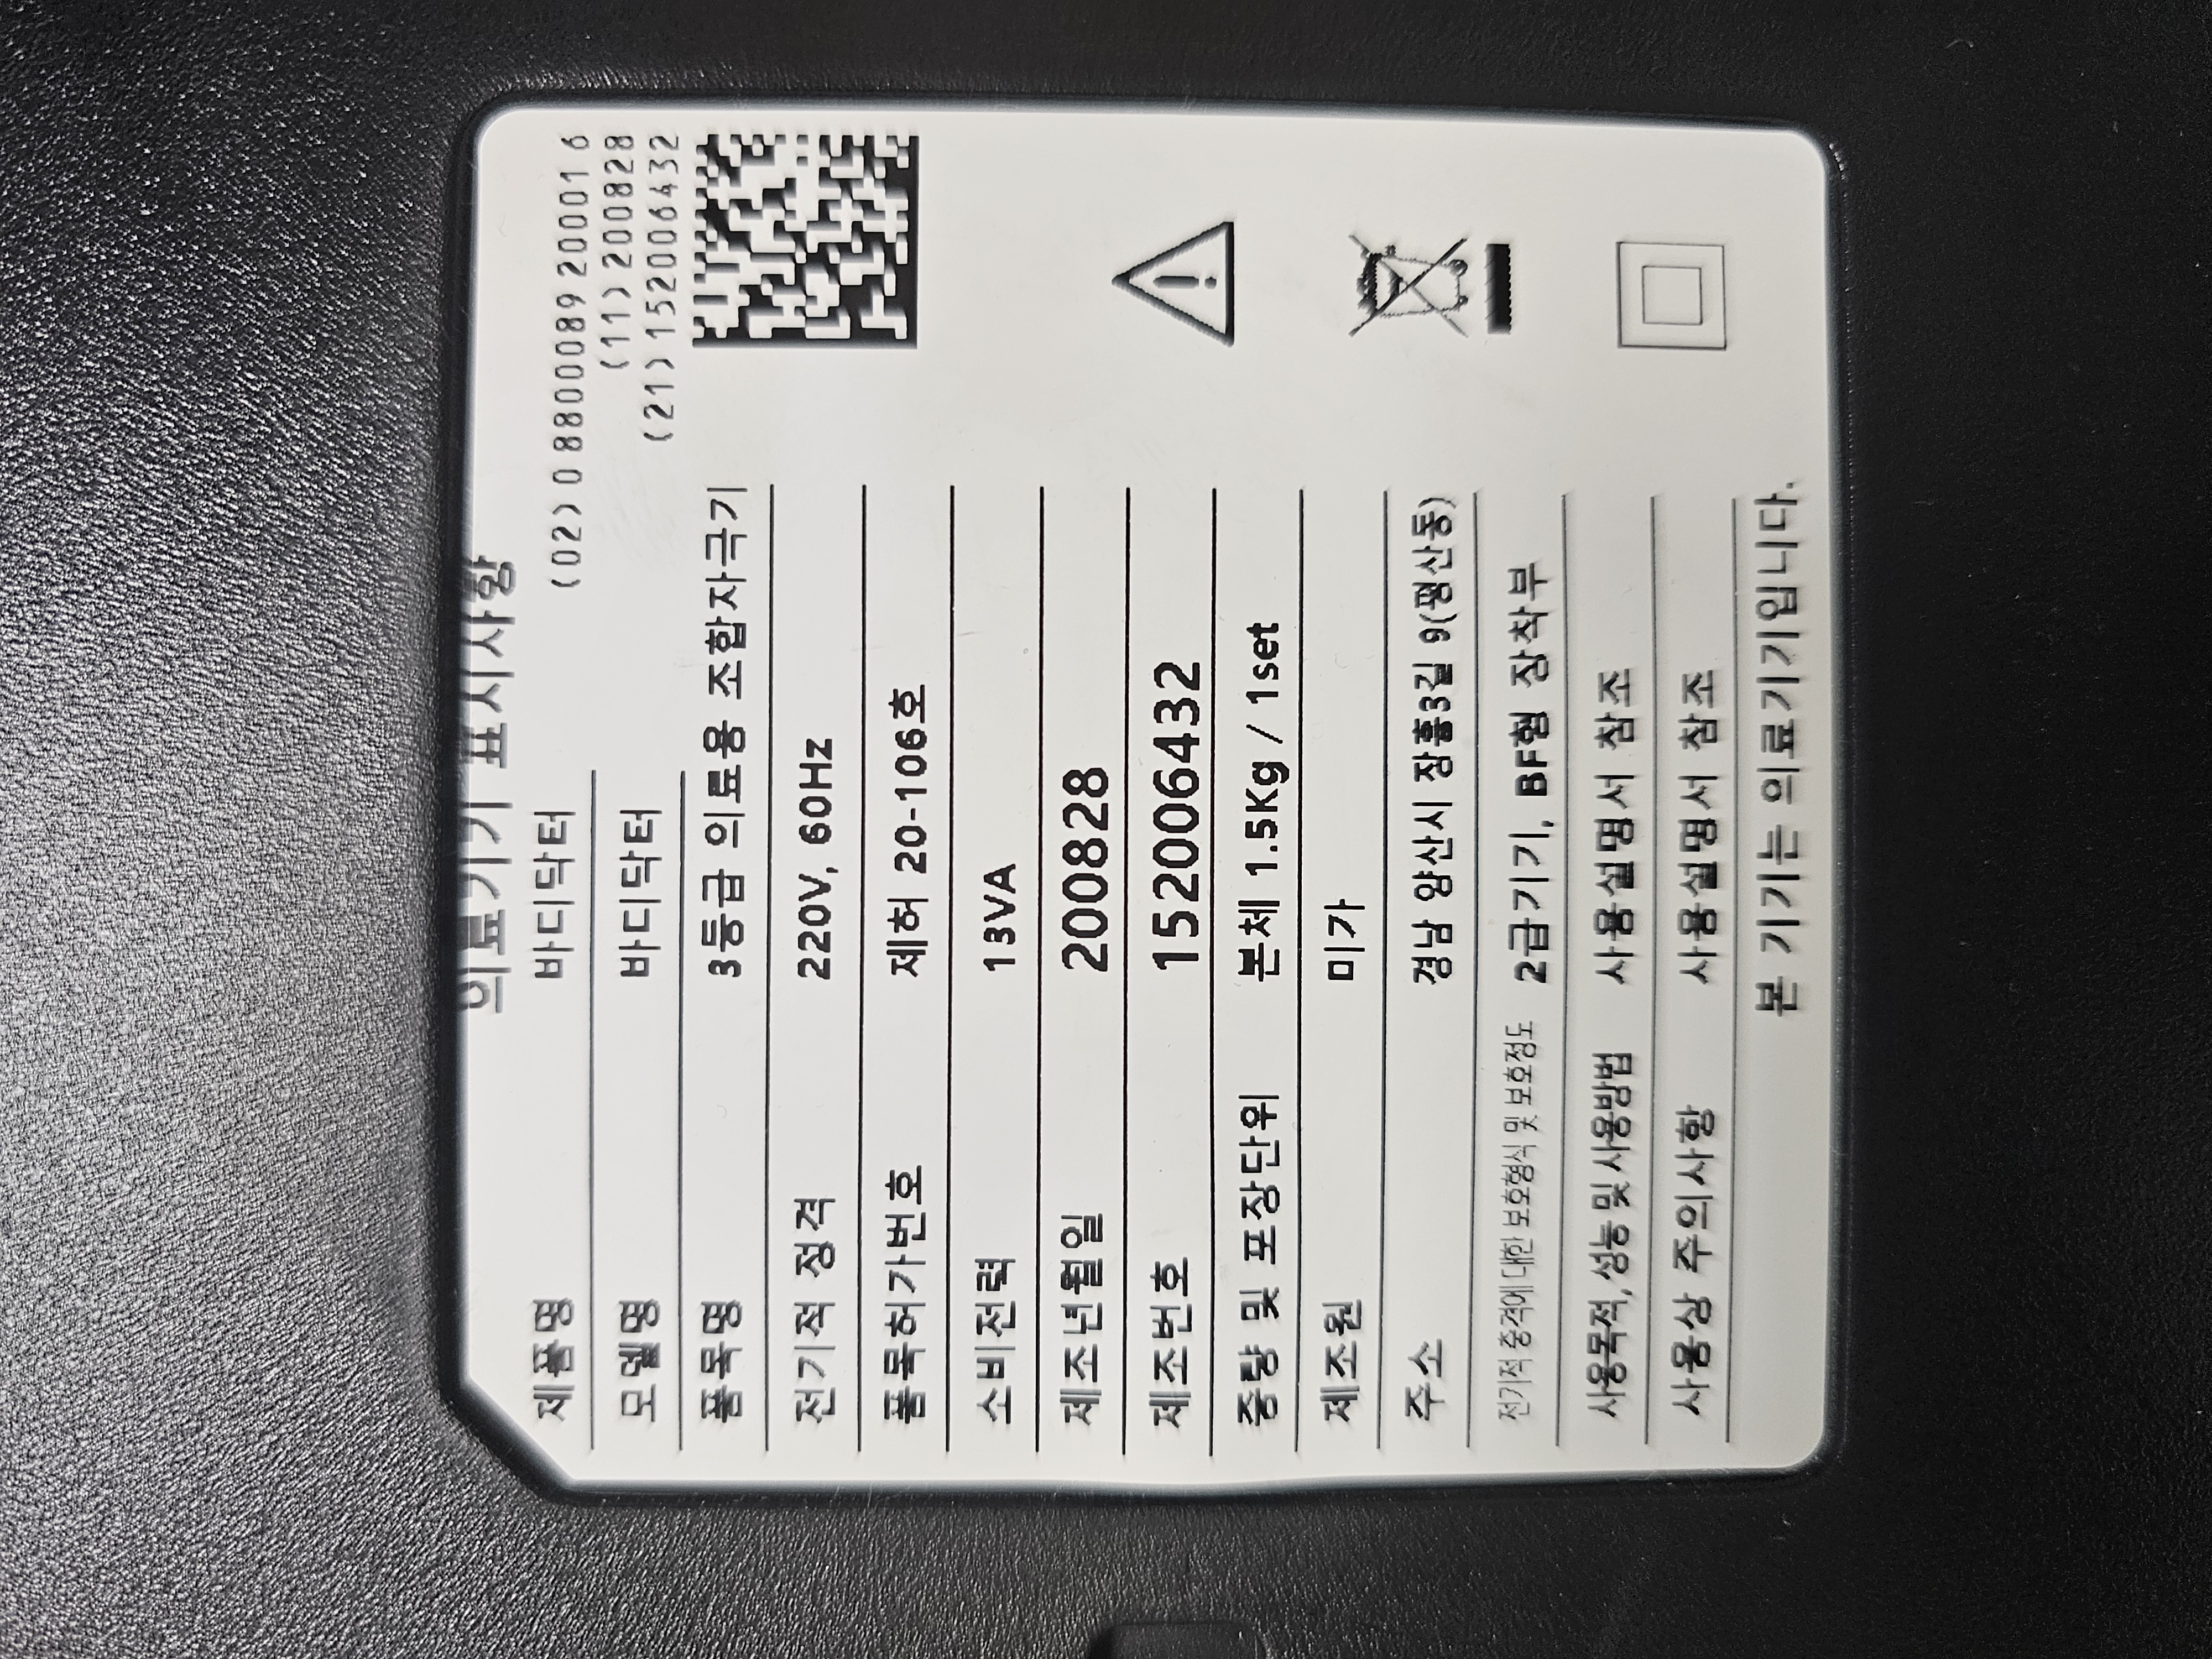 의료기기 표시사항
(02) 08800089200016
(11) 200828
(21) 1520006432
제품명 바디닥터
모델명 바디닥터
품목명 3등급 의료용 조합자극기
전기적 정격 220V, 60Hz
품목허가번호 제허 20-106호
소비전력 13VA
제조년월일 200828
제조번호 1520006432
중량 및 포장단위 본체 1.5Kg / 1set
제조원 미가
주소 경남 양산시 장흥3길 9(평산동)
전기적 충격에 대한 보호형식 및 보호정도 2급기기, BF형 장착부
사용목적, 성능 및 사용방법 사용설명서 참조
사용상 주의사항 사용설명서 참조
본 기기는 의료기기입니다.